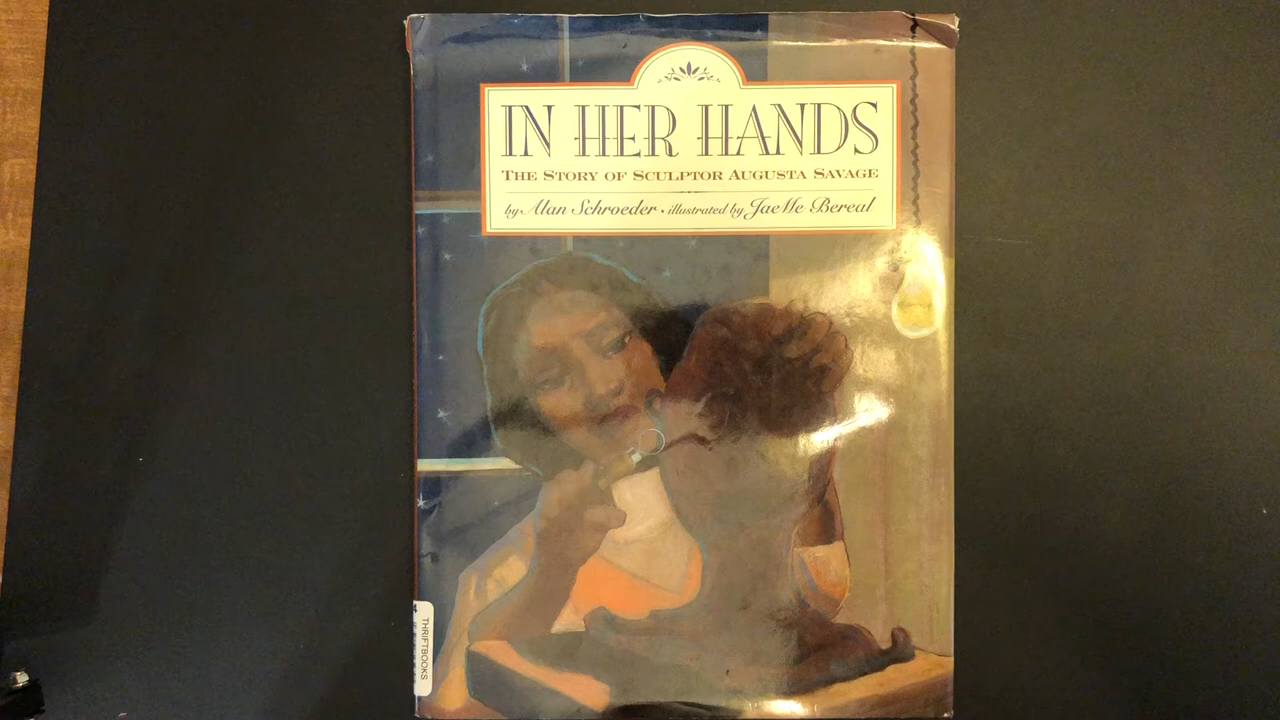 IN HER HANDS
THE STORY OF SCULPTOR AUGUSTA SAVAGE
by Alan Schroeder • illustrated by JaeMe Bereal
THRIFTBOOKS